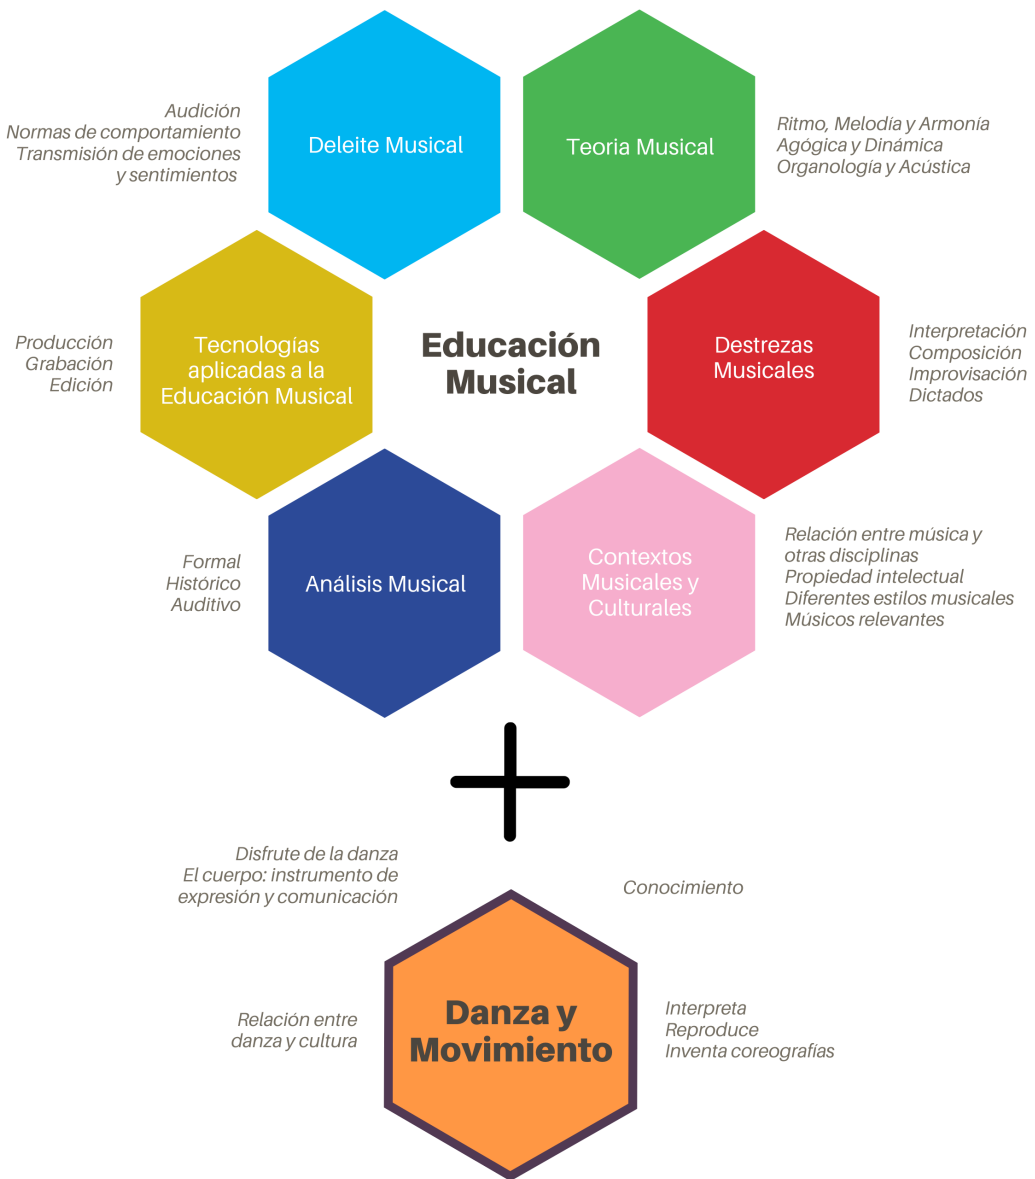 Audición
Normas de comportamiento
Transmisión de emociones
y sentimientos
Deleite Musical
Teoria Musical
Ritmo, Melodía y Armonía
Agógica y Dinámica
Organología y Acústica
Producción
Grabación
Edición
Tecnologías
aplicadas a la
Educación Musical
Educación
Musical
Destrezas
Musicales
Interpretación
Composición
Improvisación
Dictados
Formal
Histórico
Auditivo
Análisis Musical
Contextos
Musicales y
Culturales
Relación entre música y
otras disciplinas
Propiedad intelectual
Diferentes estilos musicales
Músicos relevantes
Disfrute de la danza
El cuerpo: instrumento de
expresión y comunicación
Conocimiento
Relación entre
danza y cultura
Danza y
Movimiento
Interpreta
Reproduce
Inventa coreografías